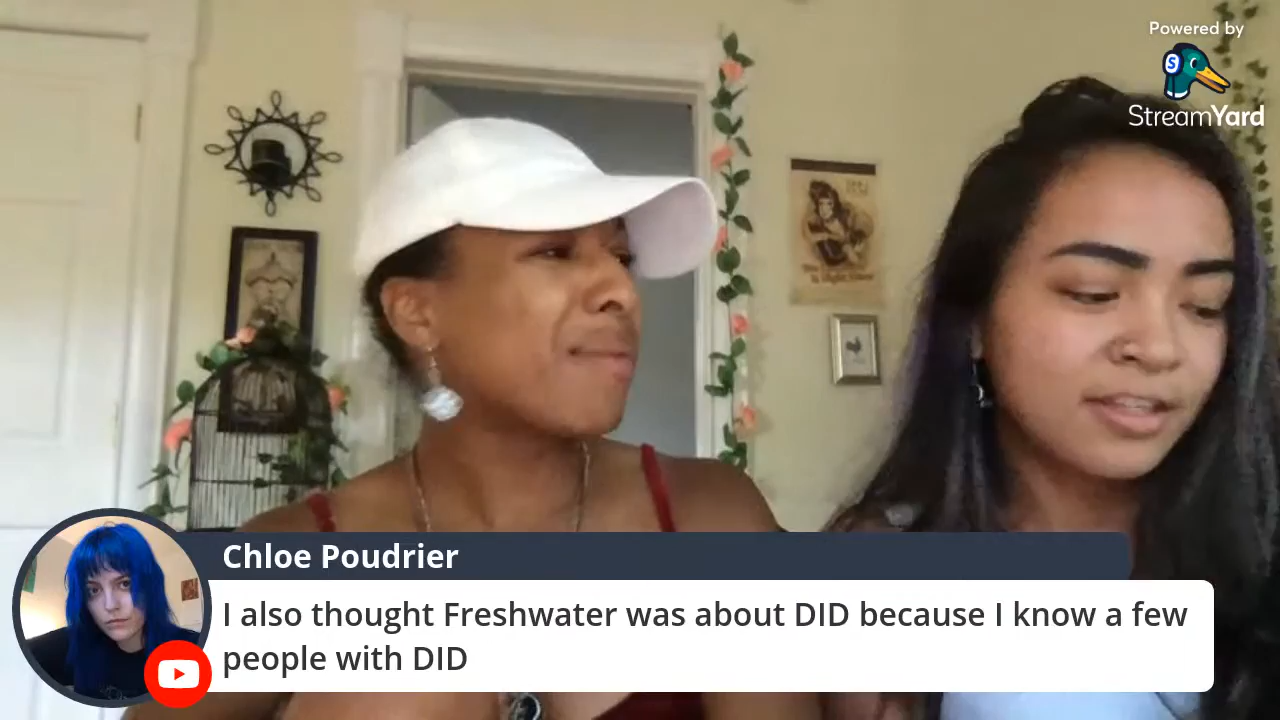 Powered by
StreamYard
Chloe Poudrier
I also thought Freshwater was about DID because I know a few
people with DID